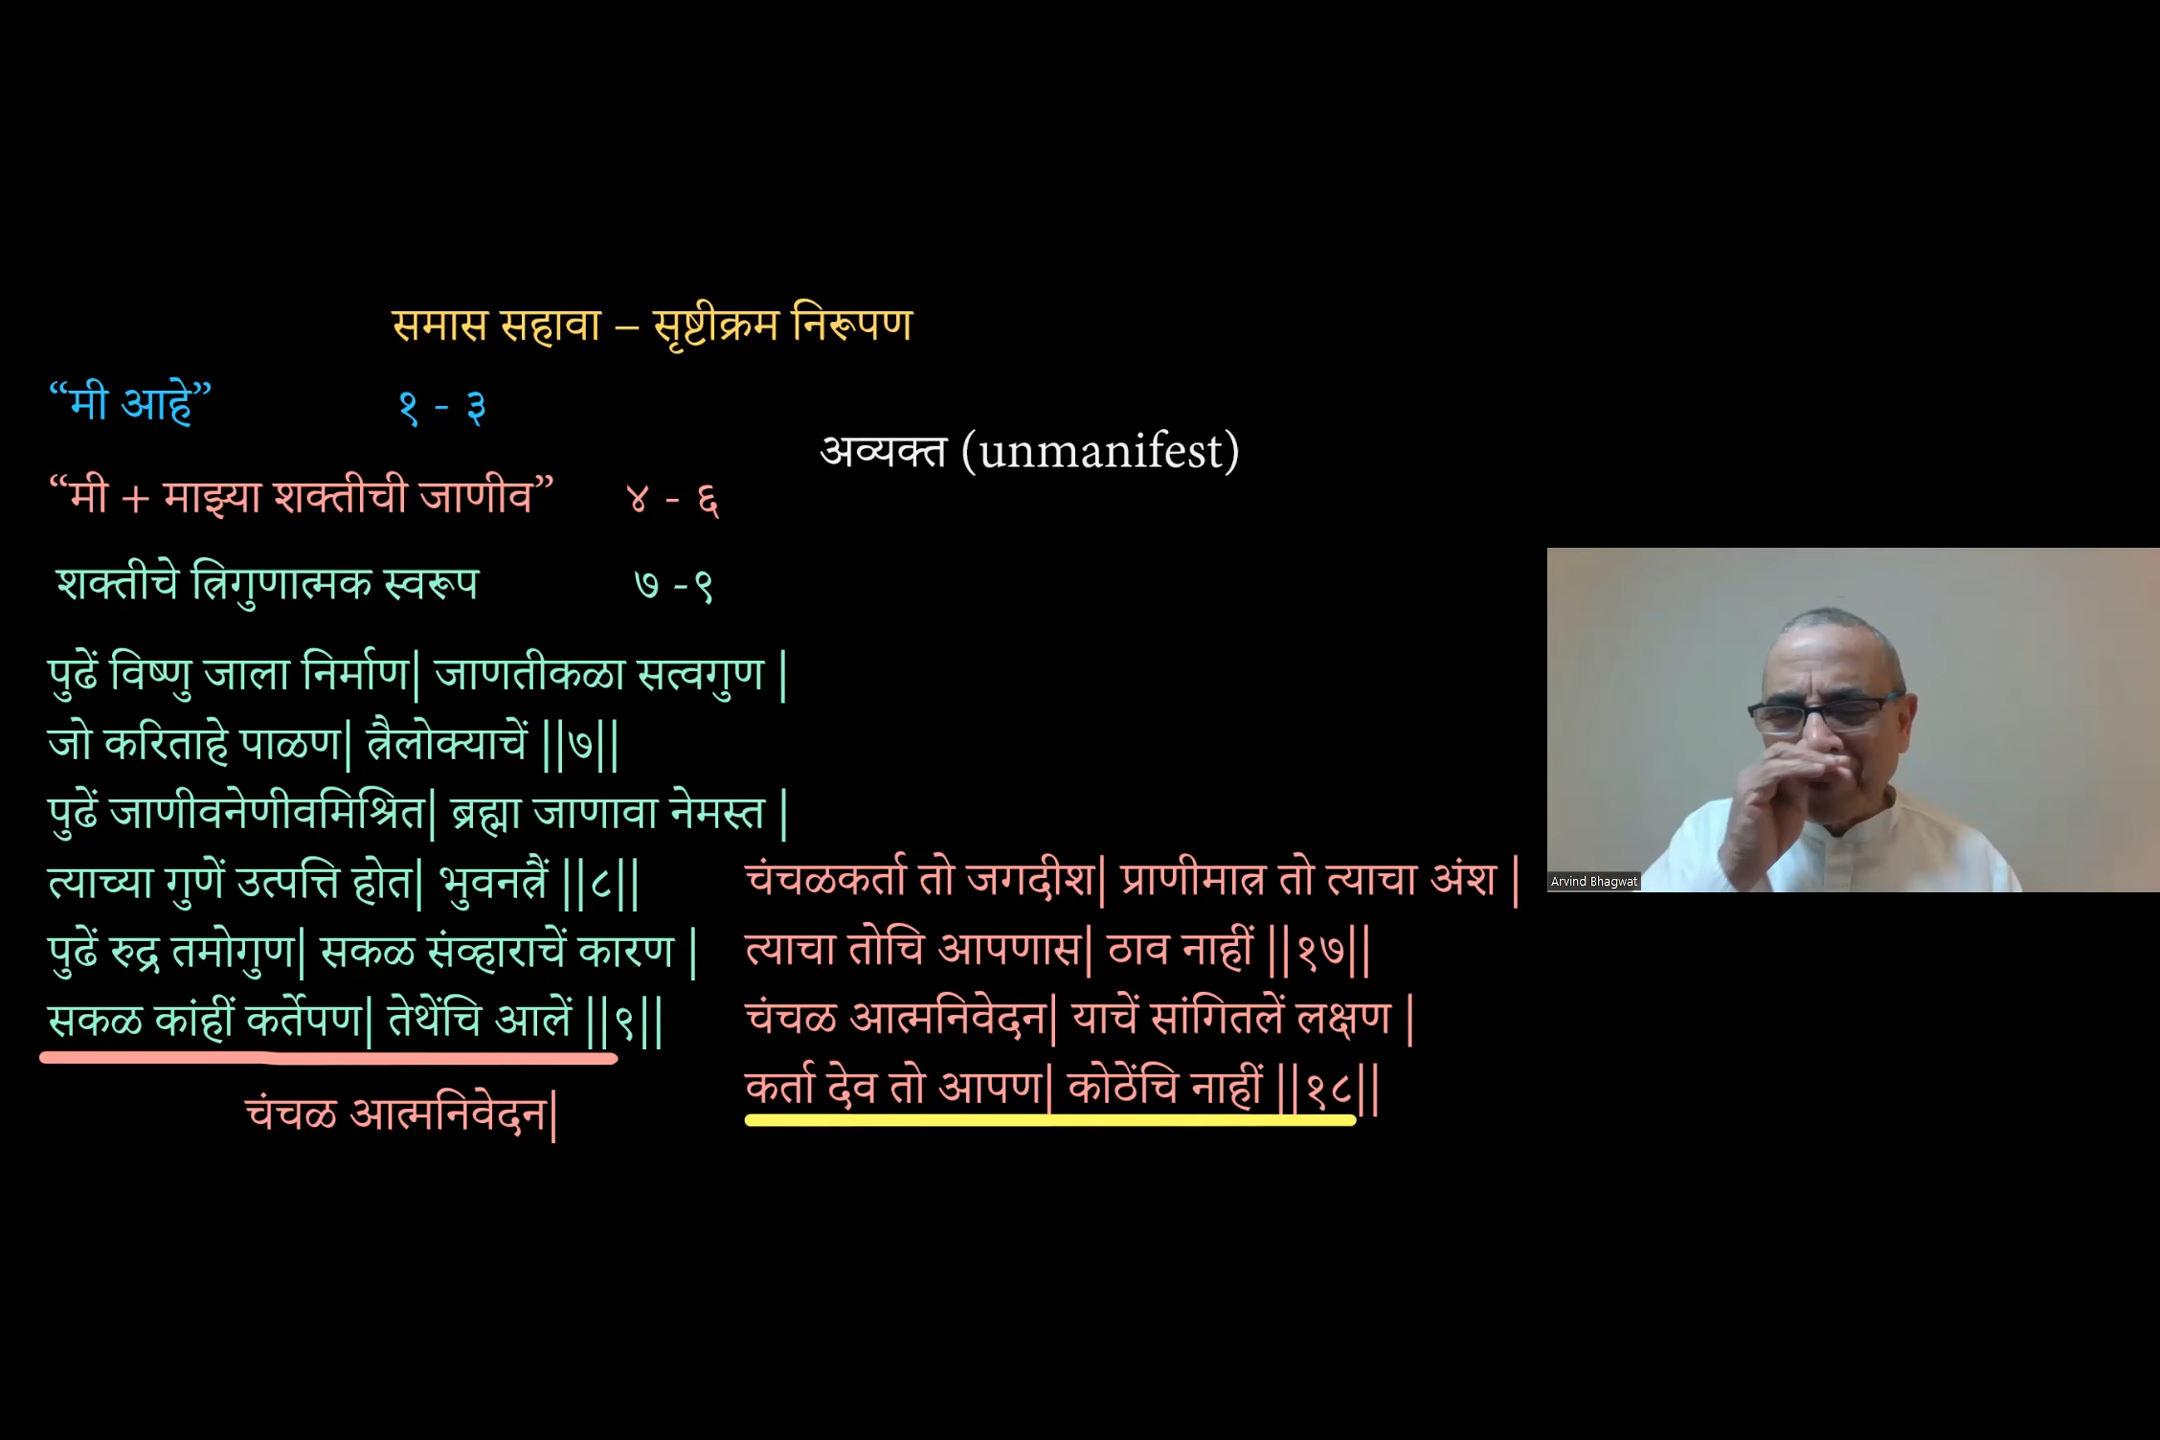 समास सहावा – सृष्टीक्रम निरूपण
“मी आहे” १ - ३
अव्यक्त (unmanifest)
“मी + माझ्या शक्तीची जाणीव” ४ - ६
शक्तीचे त्रिगुणात्मक स्वरूप ७ -९
पुढें विष्णु जाला निर्माण| जाणतीकळा सत्वगुण |
जो करिताहे पाळण| त्रैलोक्याचें ||७||
पुढें जाणीवनेणीवमिश्रित| ब्रह्मा जाणावा नेमस्त |
त्याच्या गुणें उत्पत्ति होत| भुवनत्रैं ||८||
पुढें रुद्र तमोगुण| सकळ संव्हाराचें कारण |
सकळ कांहीं कर्तेपण| तेथेंचि आलें ||९||
चंचळ आत्मनिवेदन|
चंचळकर्ता तो जगदीश| प्राणीमात्र तो त्याचा अंश |
त्याचा तोचि आपणास| ठाव नाहीं ||१७||
चंचळ आत्मनिवेदन| याचें सांगितलें लक्षण |
कर्ता देव तो आपण| कोठेंचि नाहीं ||१८||
Arvind Bhagwat